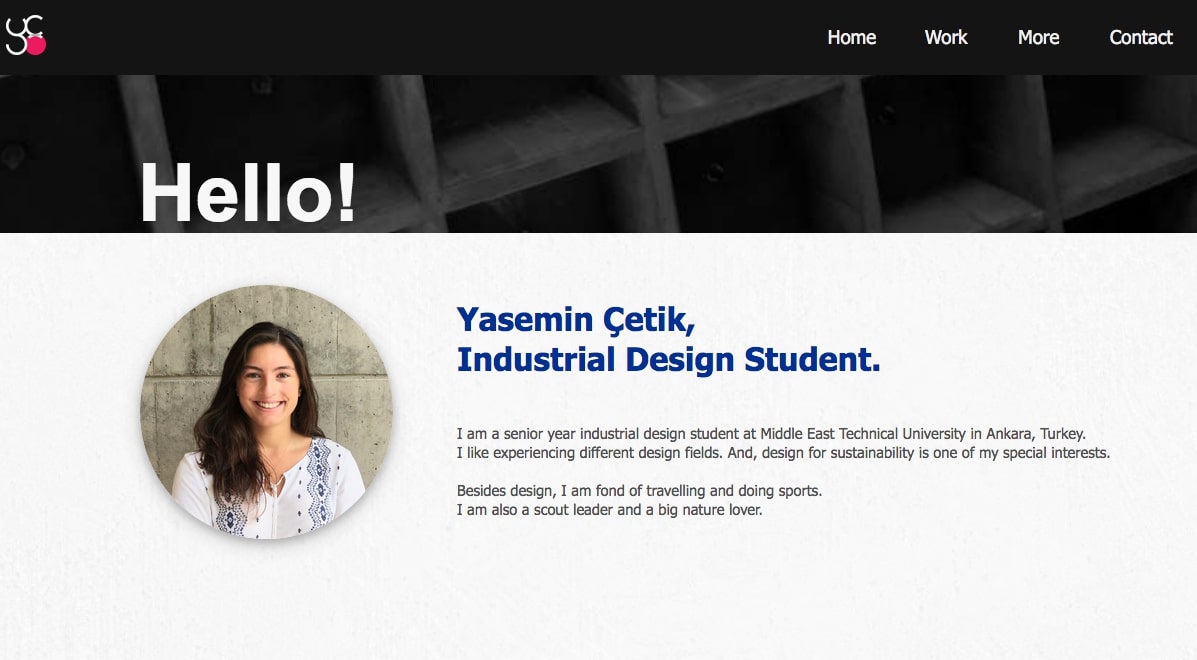 Home Work More Contact
Hello!
Yasemin Çetik,
Industrial Design Student.
I am a senior year industrial design student at Middle East Technical University in Ankara, Turkey.
I like experiencing different design fields. And, design for sustainability is one of my special interests.
Besides design, I am fond of travelling and doing sports.
I am also a scout leader and a big nature lover.